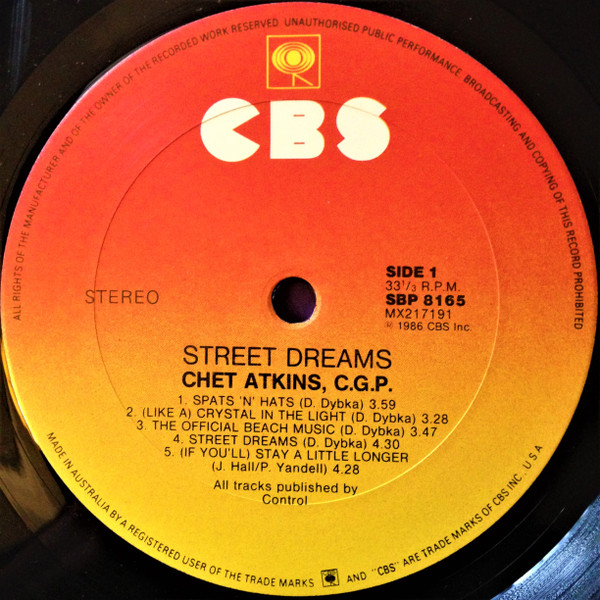 ALL RIGHTS OF THE MANUFACTURER AND OF THE OWNER OF THE RECORDED WORK RESERVED. UNAUTHORISED PUBLIC PERFORMANCE, BROADCASTING AND COPYING OF THIS RECORD PROHIBITED
CBS
STEREO
SIDE 1
33 1/3 R.P.M.
SBP 8165
MX217191
℗ 1986 CBS Inc.
STREET DREAMS
CHET ATKINS, C.G.P.
1. SPATS 'N' HATS (D. Dybka) 3.59
2. (LIKE A) CRYSTAL IN THE LIGHT (D. Dybka) 3.28
3. THE OFFICIAL BEACH MUSIC (D. Dybka) 3.47
4. STREET DREAMS (D. Dybka) 4.30
5. (IF YOU'LL) STAY A LITTLE LONGER
(J. Hall/P. Yandell) 4.28
All tracks published by
Control
MADE IN AUSTRALIA BY A REGISTERED USER OF THE TRADE MARKS AND "CBS" ARE TRADE MARKS OF CBS INC. U.S.A